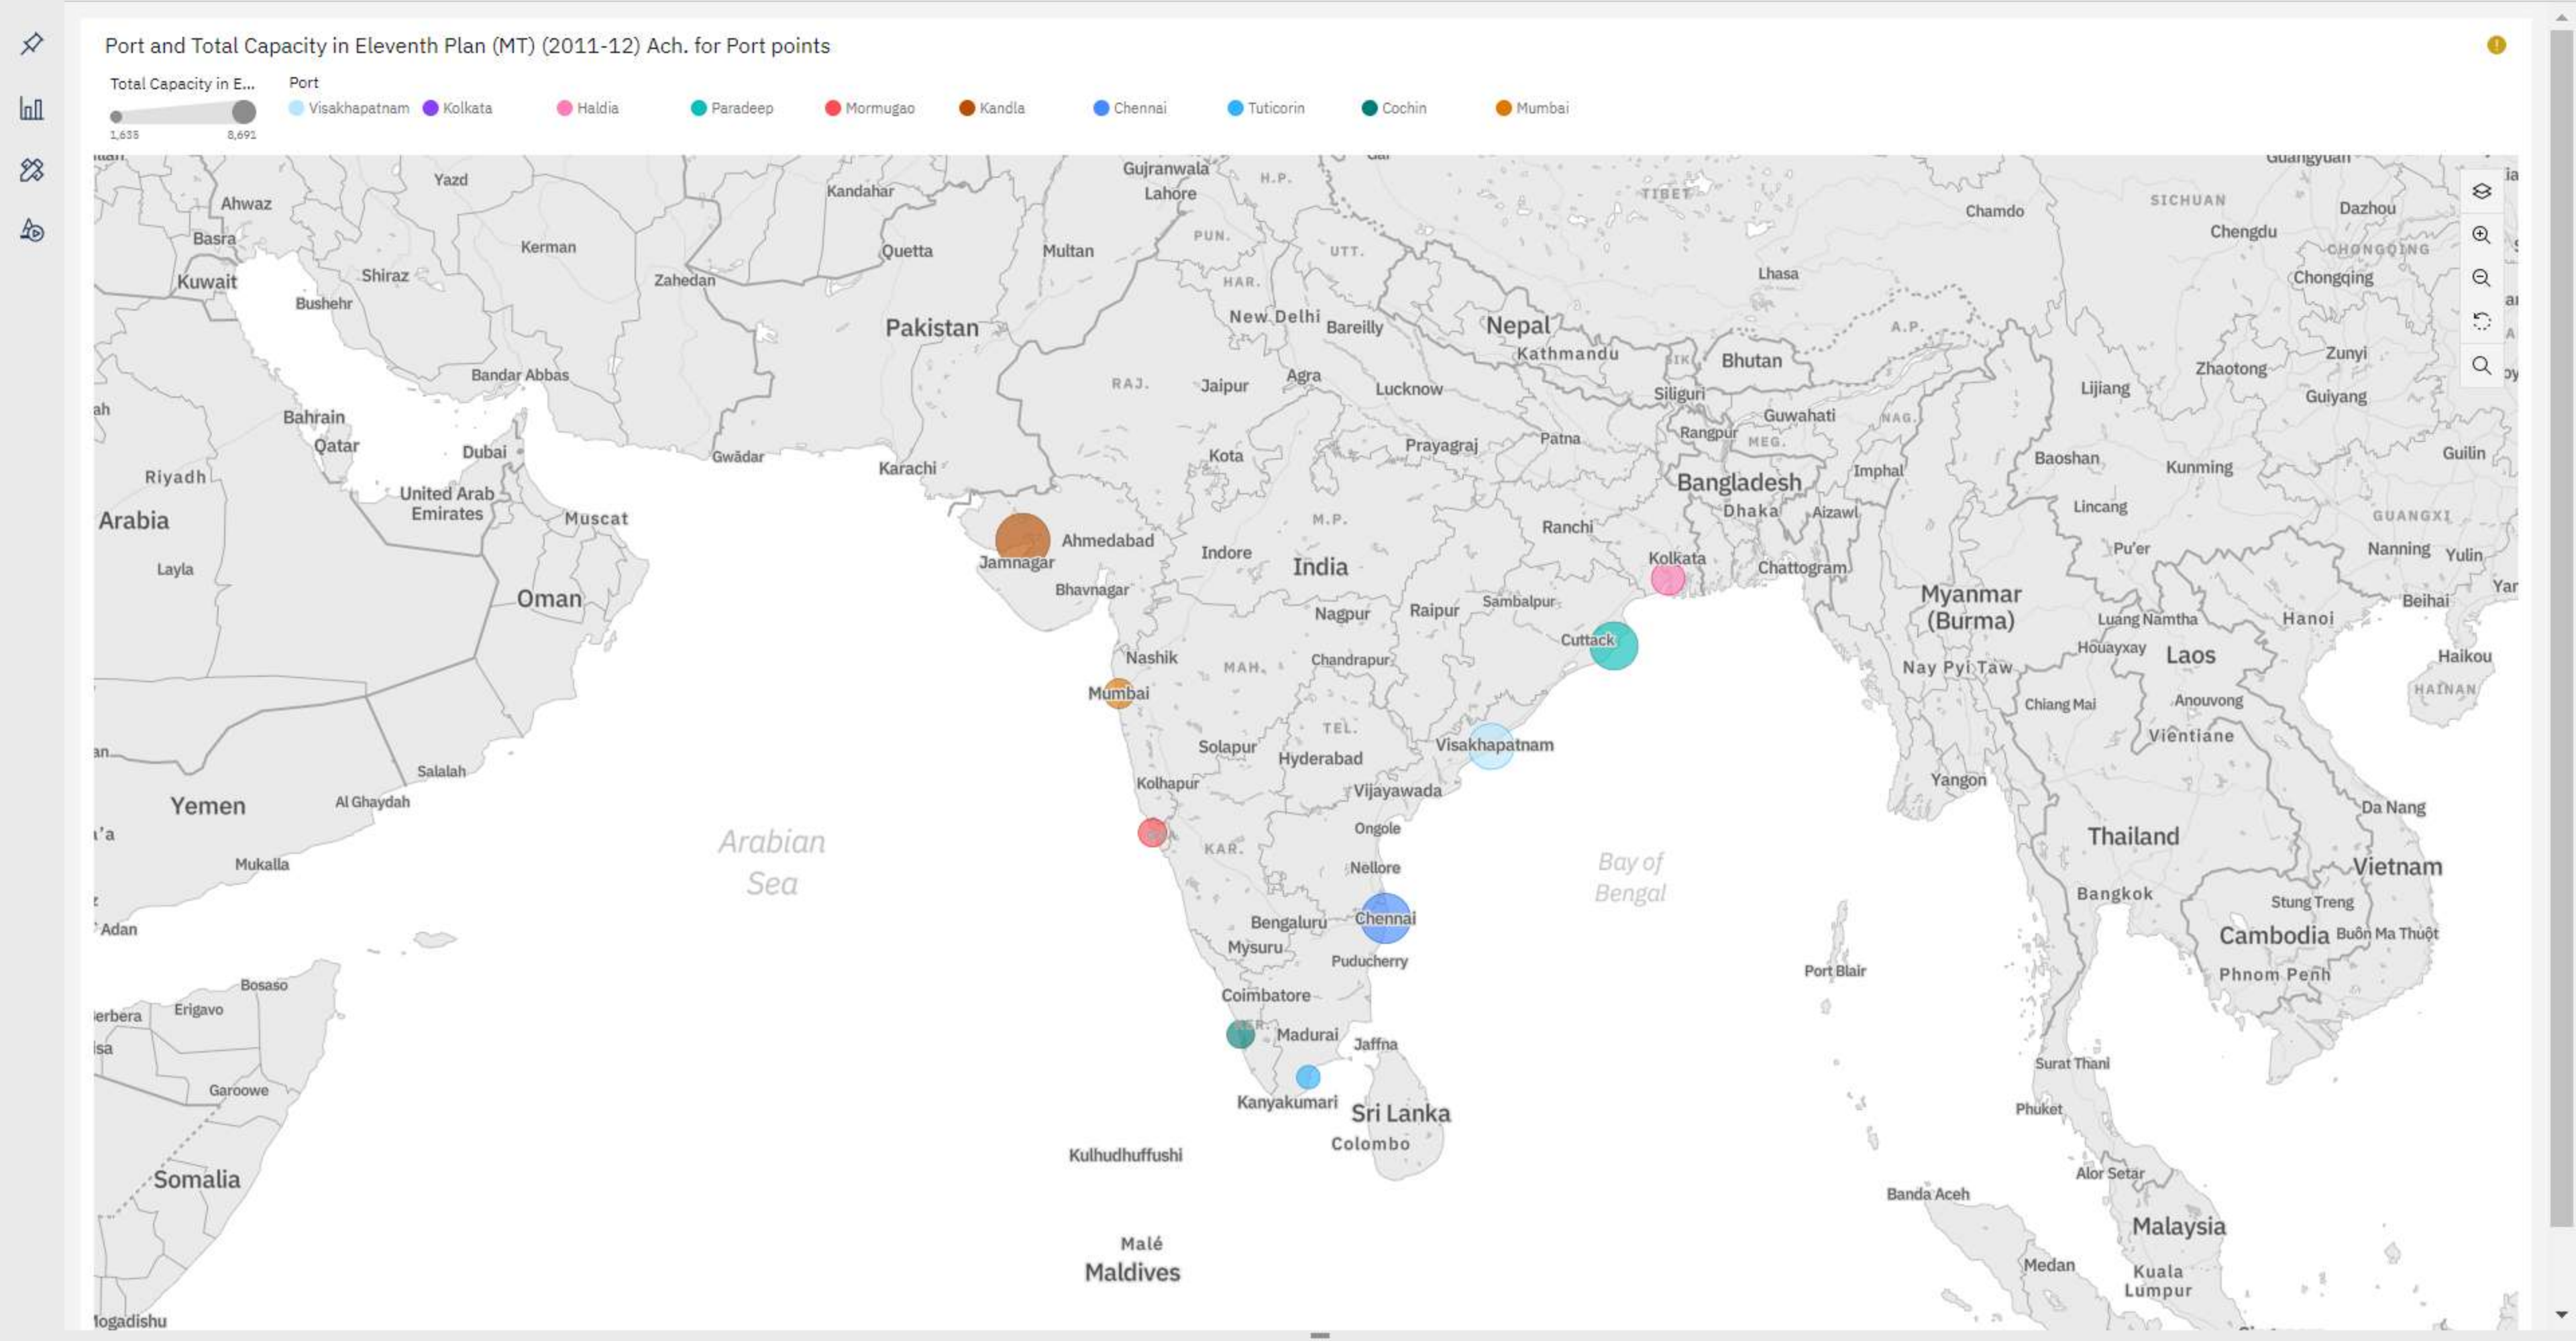 Port and Total Capacity in Eleventh Plan (MT) (2011-12) Ach. for Port points
Total Capacity in E...
1,635
8,691
Port
Visakhapatnam
Kolkata
Haldia
Paradeep
Mormugao
Kandla
Chennai
Tuticorin
Cochin
Mumbai
Gujranwala
Lahore
H.P.
TIBET
SICHUAN
Guangyuan
Dazhou
Chamdo
Chengdu
CHONGQING
Chongqing
Yazd
Kandahar
Ahwaz
Basra
Kerman
Quetta
Multan
PUN.
UTT.
Kuwait
Shiraz
Zahedan
HAR.
Lhasa
Bushehr
New Delhi
Bareilly
Pakistan
Nepal
Kathmandu
SIK.
Bhutan
A.P.
Zunyi
Zhaotong
Bandar Abbas
RAJ.
Jaipur
Agra
Lucknow
Siliguri
Lijiang
Guiyang
Bahrain
Qatar
Dubai
Guwahati
NAG.
Rangpur
MEG.
Gwādar
Karachi
Kota
Prayagraj
Patna
Imphal
Baoshan
Kunming
Guilin
Riyadh
Bangladesh
United Arab
Emirates
Muscat
Dhaka
Aizawl
Lincang
GUANGXI
Arabia
M.P.
Ranchi
Ahmedabad
Indore
India
Jamnagar
Kolkata
Chattogram
Pu'er
Nanning
Yulin
Layla
Bhavnagar
Oman
Nagpur
Raipur
Sambalpur
Myanmar
(Burma)
Luang Namtha
Hanoi
Beihai
Cuttack
Houayxay
Laos
Haikou
Nashik
MAH.
Chandrapur
Nay Pyi Taw
HAINAN
Mumbai
Chiang Mai
Anouvong
TEL.
Vientiane
Solapur
Hyderabad
Visakhapatnam
Salalah
Kolhapur
Vijayawada
Yangon
Yemen
Al Ghaydah
Da Nang
Arabian
Sea
Ongole
Thailand
KAR.
Bay of
Bengal
Mukalla
Nellore
Vietnam
Bangkok
Stung Treng
Adan
Chennai
Bengaluru
Cambodia
Buôn Ma Thuột
Mysuru
Puducherry
Port Blair
Phnom Penh
Bosaso
Coimbatore
Erigavo
erbera
KER.
Madurai
Jaffna
Surat Thani
Garoowe
Kanyakumari
Sri Lanka
Phuket
Colombo
Kulhudhuffushi
Somalia
Alor Setar
Banda Aceh
Malaysia
Malé
Maldives
Medan
Kuala
Lumpur
logadishu